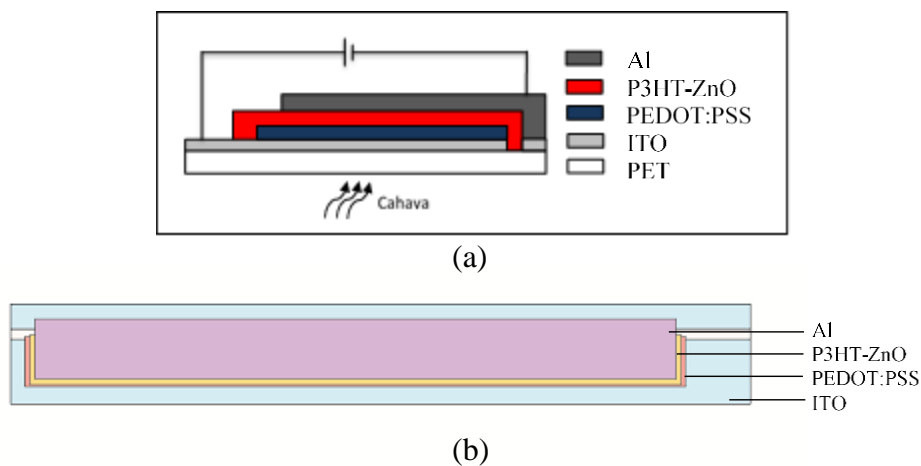 Al
P3HT-ZnO
PEDOT:PSS
ITO
PET
Cahava
(a)
Al
P3HT-ZnO
PEDOT:PSS
ITO
(b)